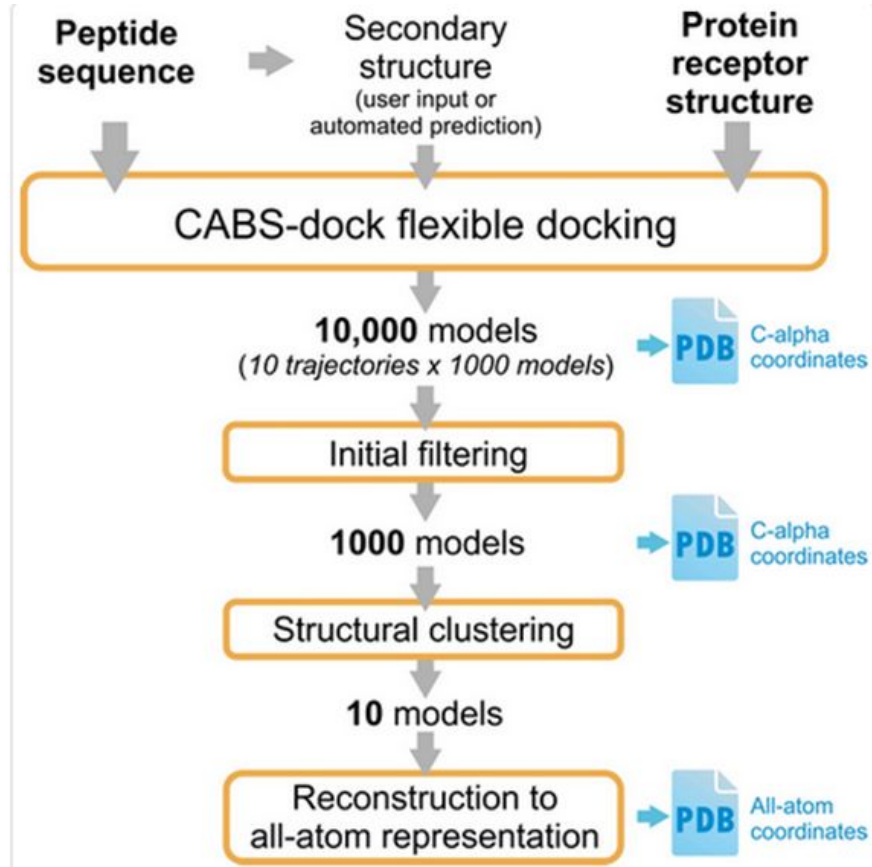 Peptide
sequence
Secondary
structure
(user input or
automated prediction)
Protein
receptor
structure
CABS-dock flexible docking
10,000 models
(10 trajectories x 1000 models)
PDB
C-alpha
coordinates
Initial filtering
1000 models
PDB
C-alpha
coordinates
Structural clustering
10 models
Reconstruction to
all-atom representation
PDB
All-atom
coordinates